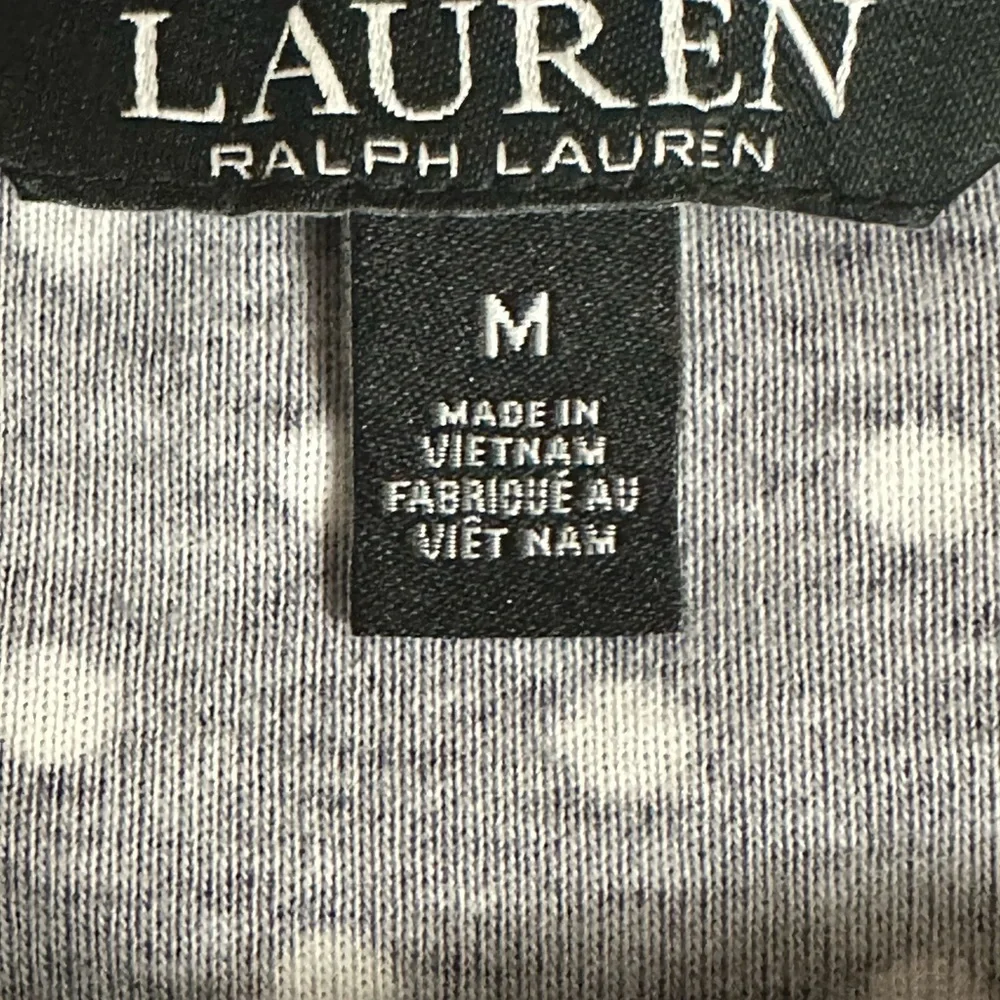 LAUREN
RALPH LAUREN
M
MADE IN
VIETNAM
FABRIQUÉ AU
VIÊT NAM